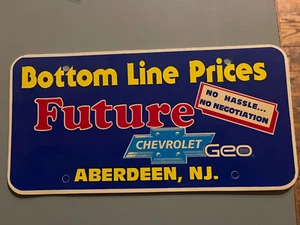 Bottom Line Prices
NO HASSLE...
NO NEGOTIATION
Future
CHEVROLET
GEO
ABERDEEN, NJ.